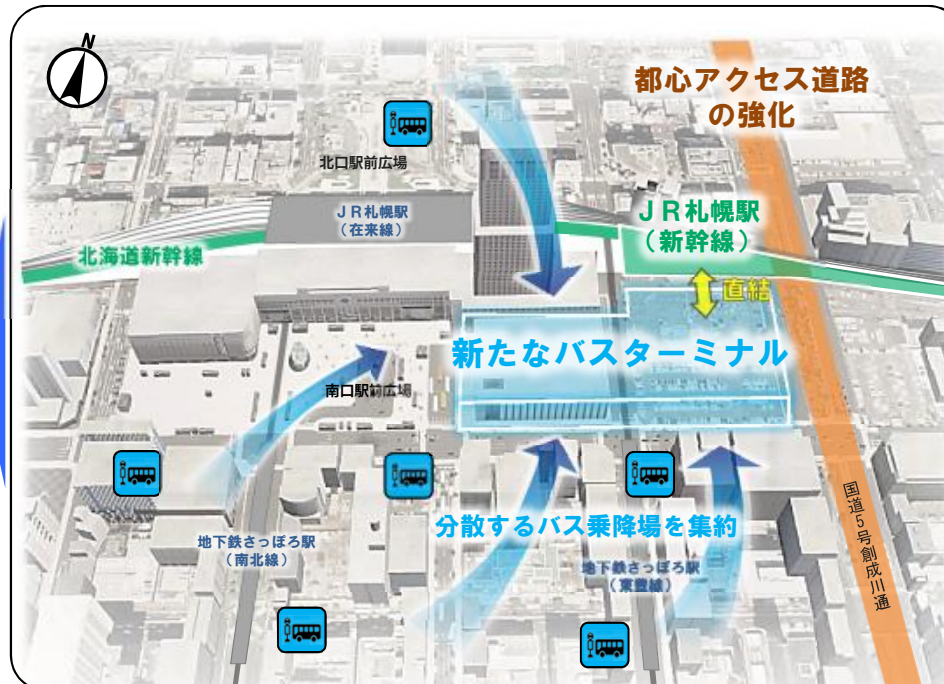 N
都心アクセス道路
の強化
北口駅前広場
JR札幌駅
(在来線)
JR札幌駅
(新幹線)
北海道新幹線
直結
新たなバスターミナル
南口駅前広場
分散するバス乗降場を集約
地下鉄さっぽろ駅
(南北線)
地下鉄さっぽろ駅
(東豊線)
国道5号創成川通